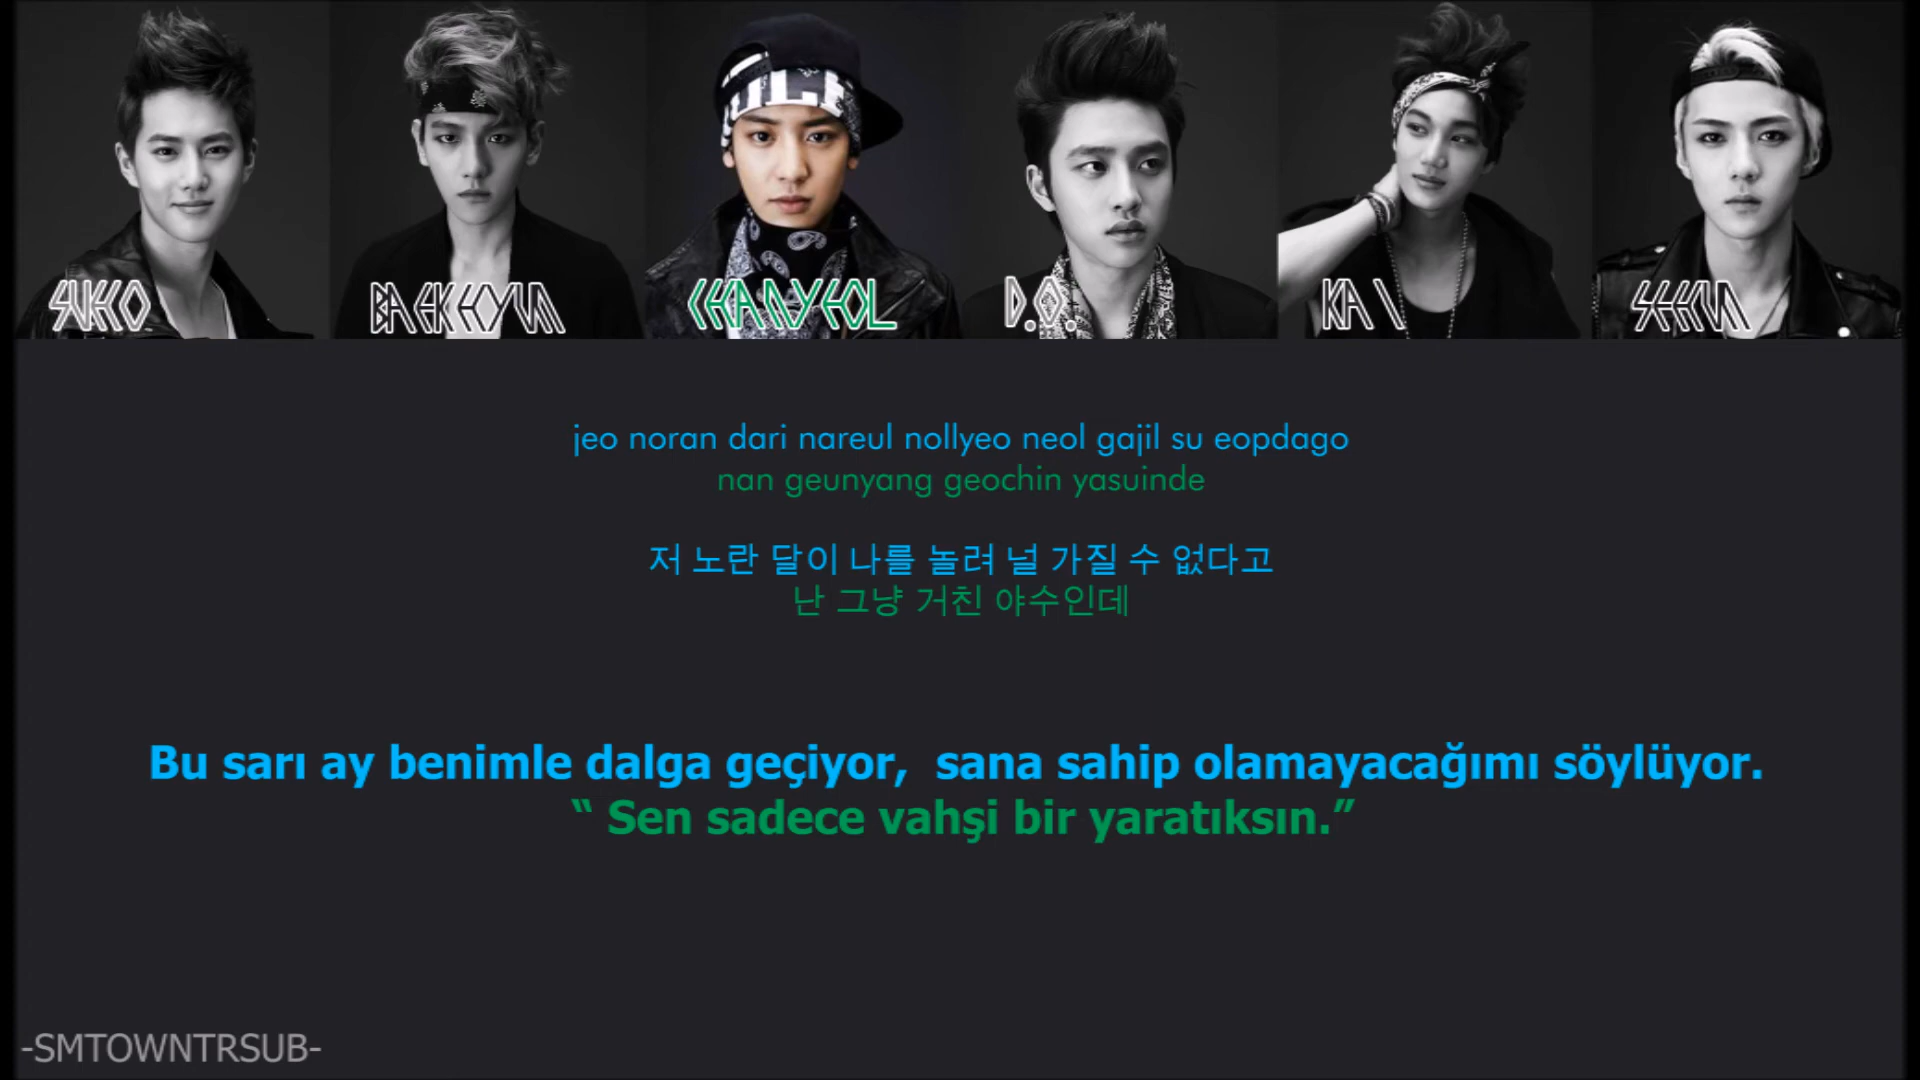 SUHO BAEKHYUN CHANYEOL D.O. KAI SEHUN
jeo noran dari nareul nollyeo neol gajil su eopdago
nan geunyang geochin yasuinde
저 노란 달이 나를 놀려 널 가질 수 없다고
난 그냥 거친 야수인데
Bu sarı ay benimle dalga geçiyor,  sana sahip olamayacağımı söylüyor.
“ Sen sadece vahşi bir yaratıksın.”
-SMTOWNTRSUB-